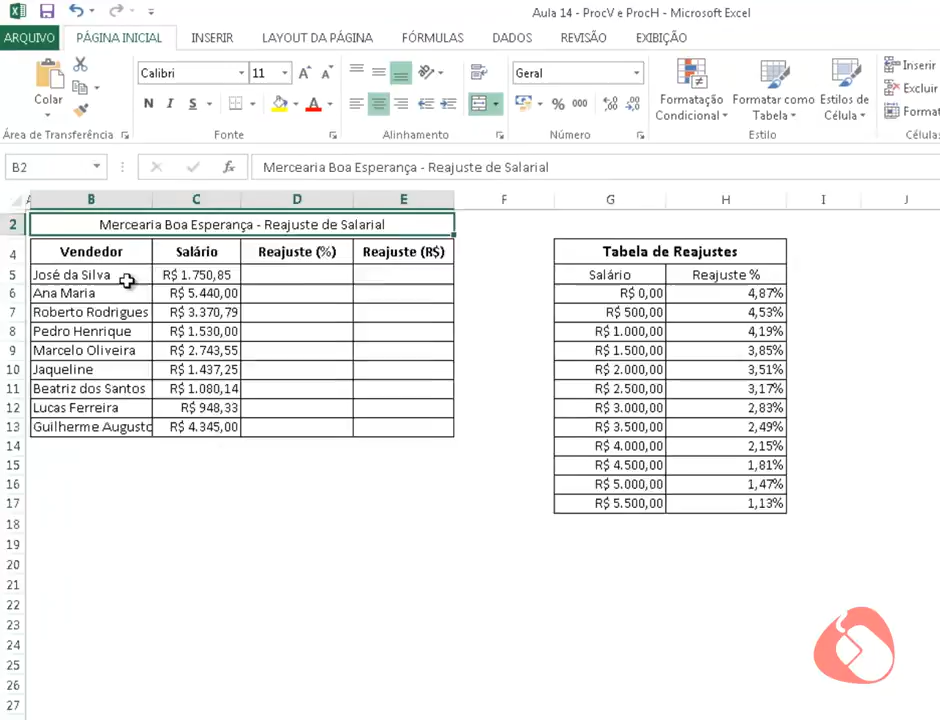 Aula 14 - ProcV e ProcH - Microsoft Excel
ARQUIVO PÁGINA INICIAL INSERIR LAYOUT DA PÁGINA FÓRMULAS DADOS REVISÃO EXIBIÇÃO
Colar
Calibri 11
N I S
Geral
% 000
Formatação Condicional
Formatar como Tabela
Estilos de Célula
Inserir
Excluir
Format
Área de Transferência Fonte Alinhamento Número Estilo Célula
B2 fx Mercearia Boa Esperança - Reajuste de Salarial
A B C D E F G H I J
2 Mercearia Boa Esperança - Reajuste de Salarial
4 Vendedor Salário Reajuste (%) Reajuste (R$) Tabela de Reajustes
5 José da Silva R$ 1.750,85 Salário Reajuste %
6 Ana Maria R$ 5.440,00 R$ 0,00 4,87%
7 Roberto Rodrigues R$ 3.370,79 R$ 500,00 4,53%
8 Pedro Henrique R$ 1.530,00 R$ 1.000,00 4,19%
9 Marcelo Oliveira R$ 2.743,55 R$ 1.500,00 3,85%
10 Jaqueline R$ 1.437,25 R$ 2.000,00 3,51%
11 Beatriz dos Santos R$ 1.080,14 R$ 2.500,00 3,17%
12 Lucas Ferreira R$ 948,33 R$ 3.000,00 2,83%
13 Guilherme Augusto R$ 4.345,00 R$ 3.500,00 2,49%
14 R$ 4.000,00 2,15%
15 R$ 4.500,00 1,81%
16 R$ 5.000,00 1,47%
17 R$ 5.500,00 1,13%
18
19
20
21
22
23
24
25
26
27